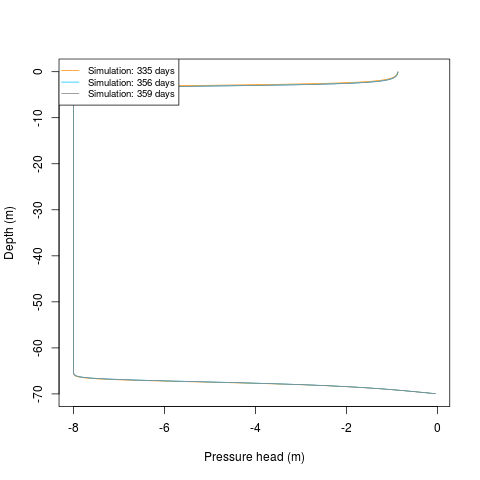 Simulation: 335 days
Simulation: 356 days
Simulation: 359 days
0
-10
-20
-30
-40
-50
-60
-70
Depth (m)
-8 -6 -4 -2 0
Pressure head (m)